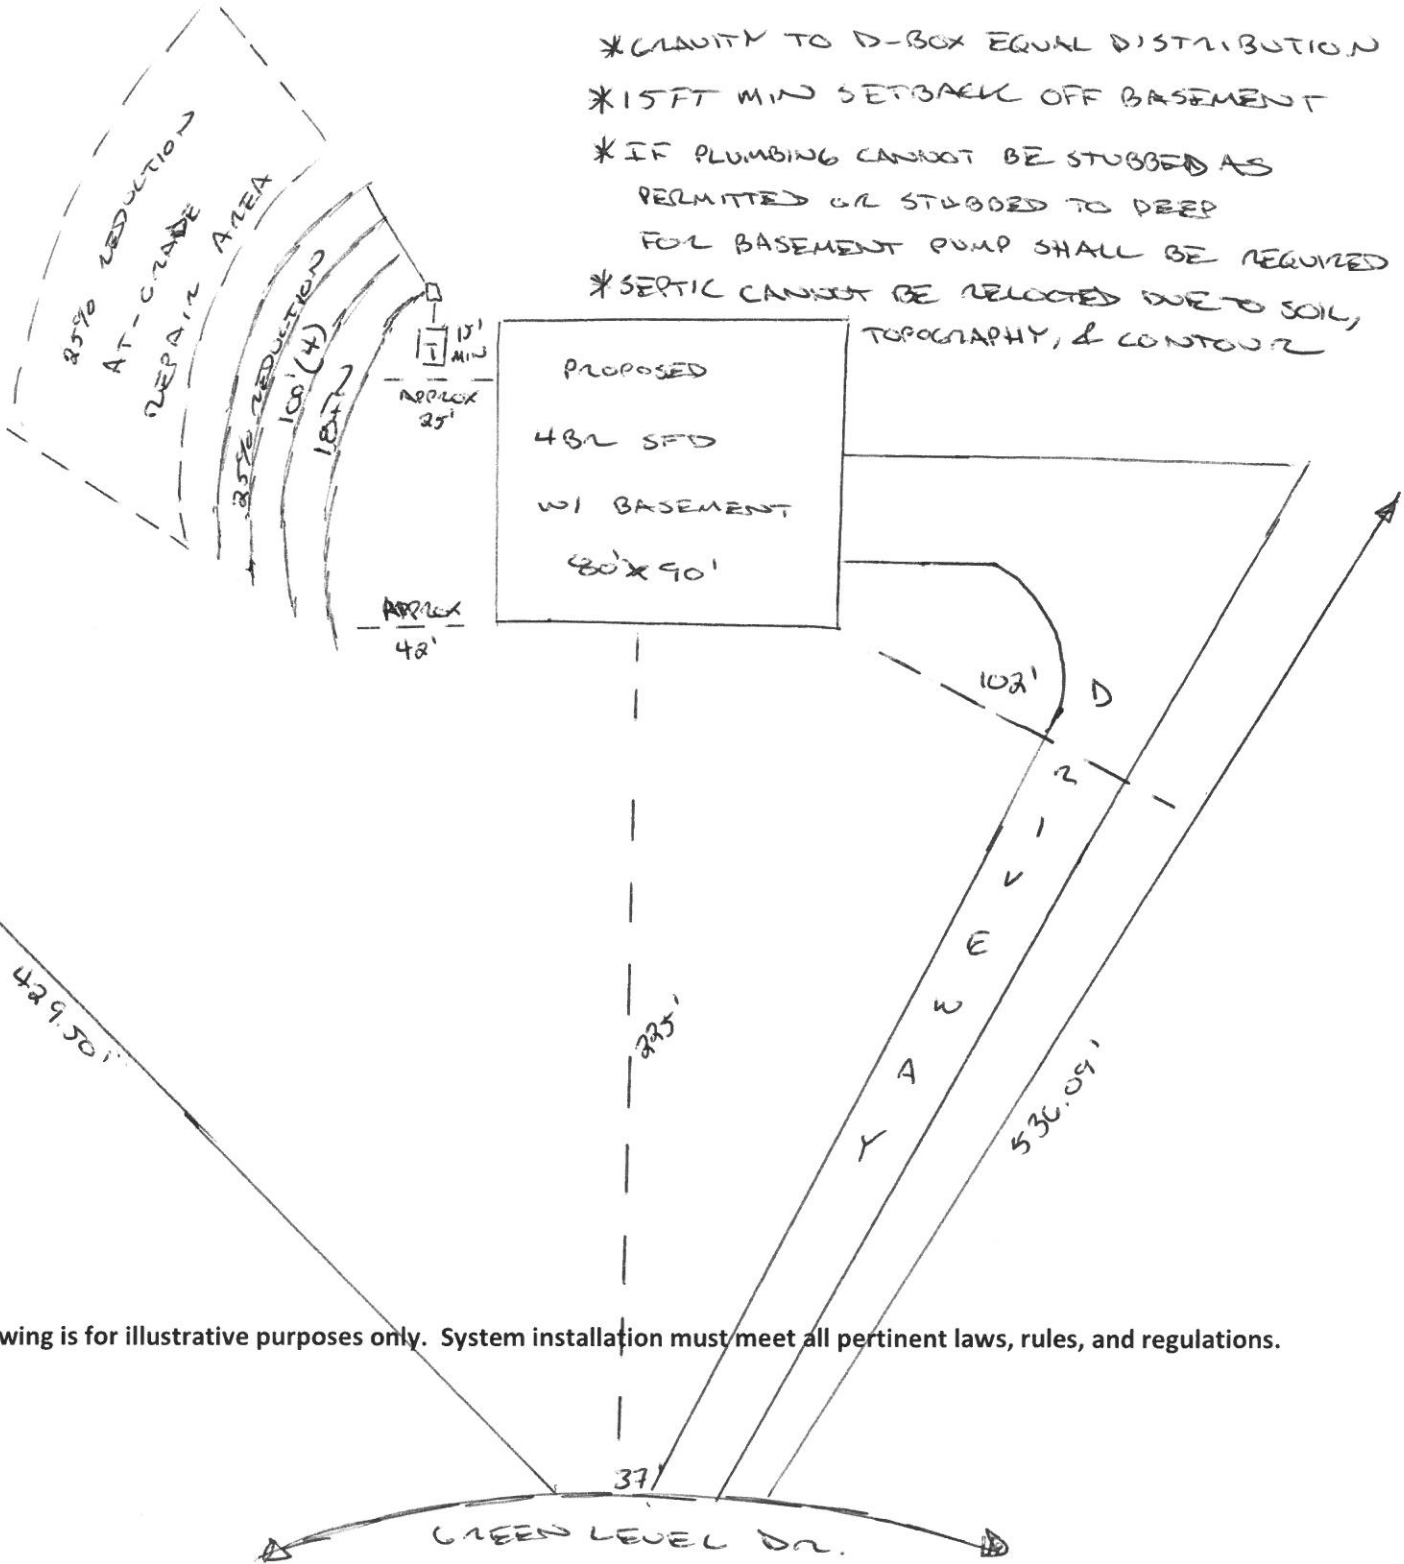 *GRAVITY TO D-BOX EQUAL DISTRIBUTION
*15FT MIN SETBACK OFF BASEMENT
*IF PLUMBING CANNOT BE STUBBED AS
PERMITTED OR STUBBED TO DEEP
FOR BASEMENT PUMP SHALL BE REQUIRED
*SEPTIC CANNOT BE RELOCTED DUE TO SOIL,
TOPOGRAPHY, & CONTOUR
25% REDUCTION
AT-GRADE
REPAIR AREA
25% REDUCTION
100'(4)
T
15'
MIN
APPROX
25'
PROPOSED
4BR SFD
W/ BASEMENT
80'x90'
APPROX
42'
102'
DRIVEWAY
429.50'
225'
536.09'
wing is for illustrative purposes only. System installation must meet all pertinent laws, rules, and regulations.
37'
GREEN LEVEL DR.